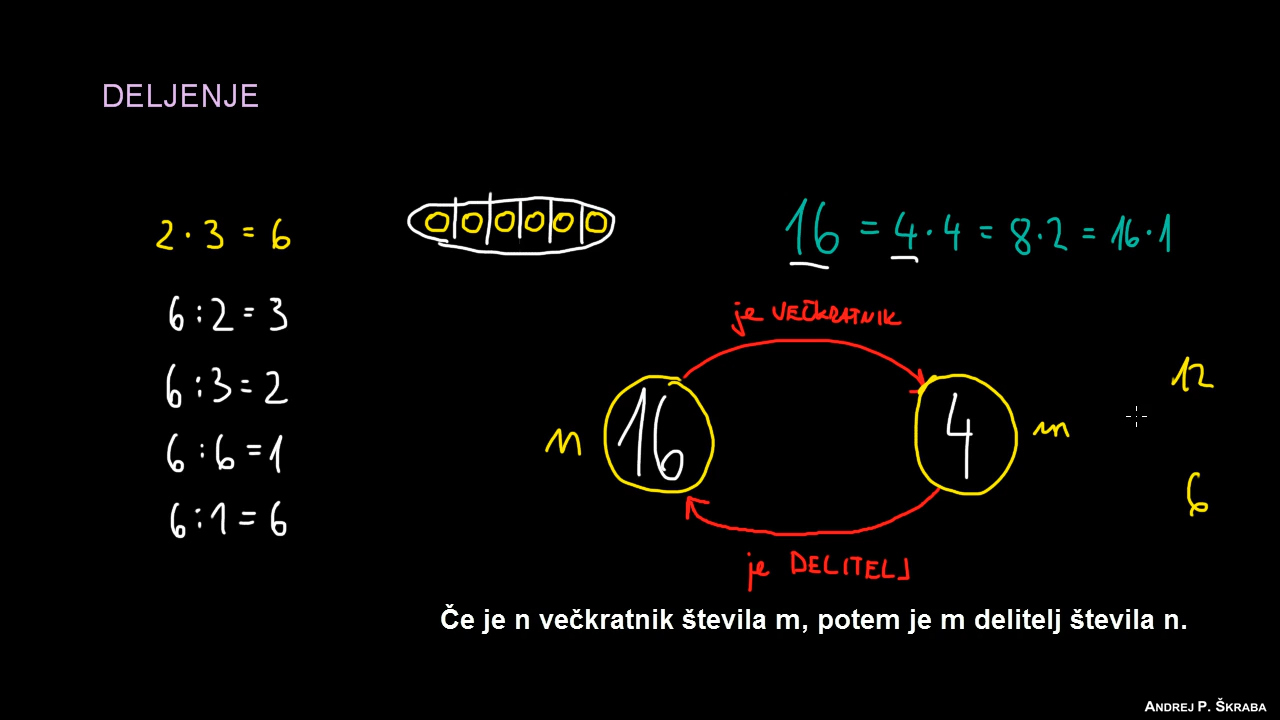 DELJENJE
2 · 3 = 6
6 : 2 = 3
6 : 3 = 2
6 : 6 = 1
6 : 1 = 6
16 = 4 · 4 = 8 · 2 = 16 · 1
je VEČKRATNIK
n 16 4 m
12
6
je DELITELJ
Če je n večkratnik števila m, potem je m delitelj števila n.
ANDREJ P. ŠKRABA